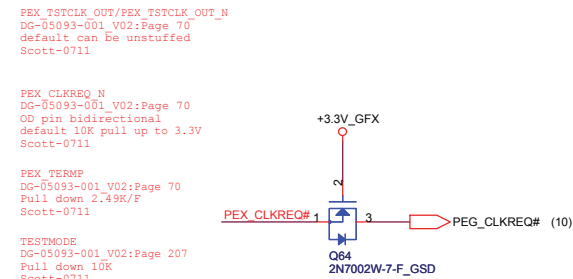 PEX_TSTCLK_OUT/PEX_TSTCLK_OUT_N
DG-05093-001_V02:Page 70
default can be unstuffed
Scott-0711
PEX_CLKREQ_N
DG-05093-001_V02:Page 70
OD pin bidirectional
default 10K pull up to 3.3V
Scott-0711
PEX_TERMP
DG-05093-001_V02:Page 70
Pull down 2.49K/F
Scott-0711
TESTMODE
DG-05093-001_V02:Page 207
Pull down 10K
Scott-0711
+3.3V_GFX
2
PEX_CLKREQ# 1 3 PEG_CLKREQ# (10)
Q64
2N7002W-7-F_GSD